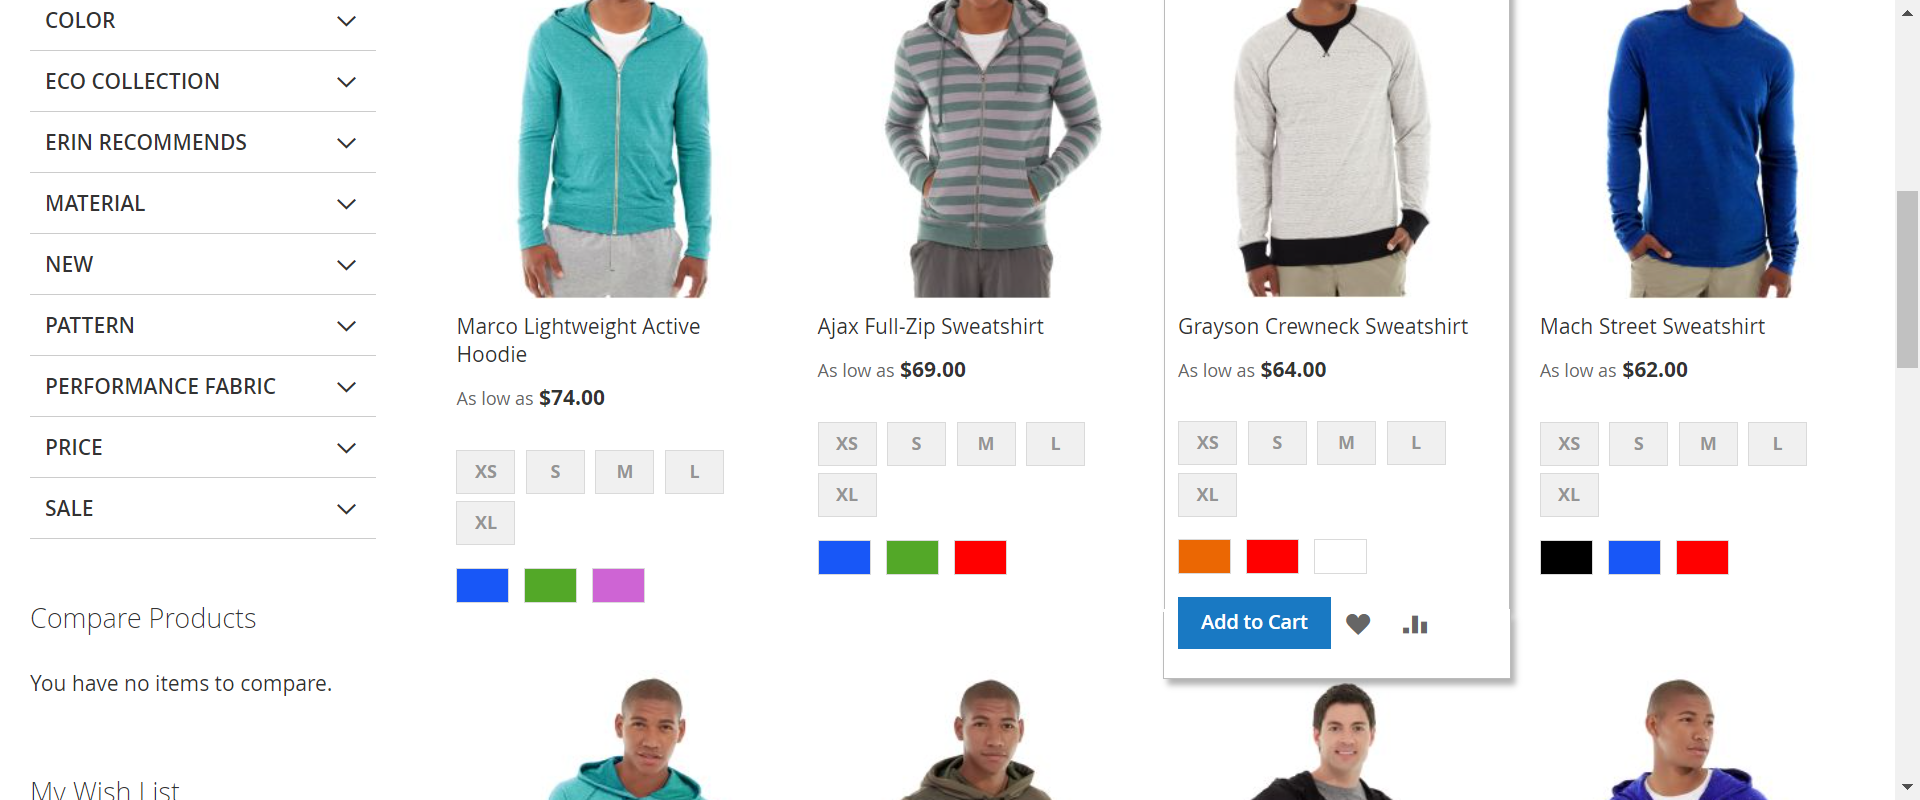 COLOR
ECO COLLECTION
ERIN RECOMMENDS
MATERIAL
NEW
PATTERN
PERFORMANCE FABRIC
PRICE
SALE
Compare Products
You have no items to compare.
My Wish List
Marco Lightweight Active
Hoodie
As low as $74.00
XS S M L
XL
Ajax Full-Zip Sweatshirt
As low as $69.00
XS S M L
XL
Grayson Crewneck Sweatshirt
As low as $64.00
XS S M L
XL
Add to Cart
Mach Street Sweatshirt
As low as $62.00
XS S M L
XL